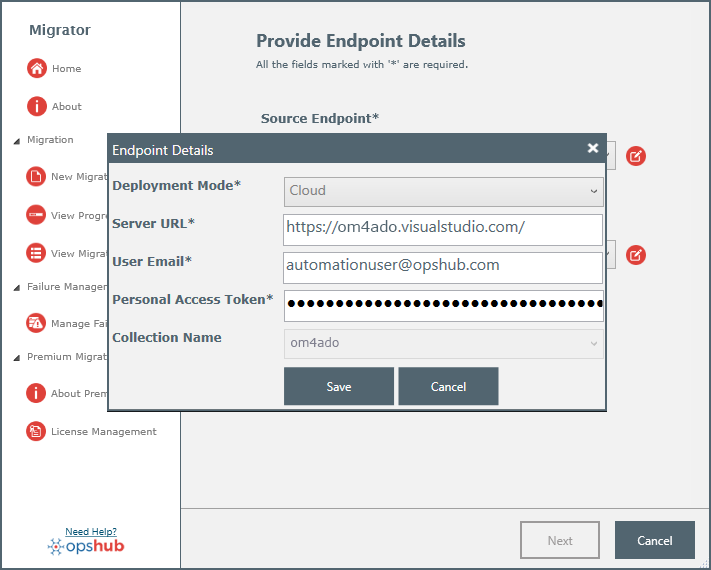 Migrator
Home
About
Migration
New Migrat
View Progre
View Migrat
Failure Managem
Manage Fai
Premium Migrat
About Prem
License Management
Need Help?
opshub
Provide Endpoint Details
All the fields marked with '*' are required.
Source Endpoint*
Endpoint Details
Deployment Mode*
Cloud
Server URL*
https://om4ado.visualstudio.com/
User Email*
automationuser@opshub.com
Personal Access Token*
Collection Name
om4ado
Save
Cancel
Next
Cancel